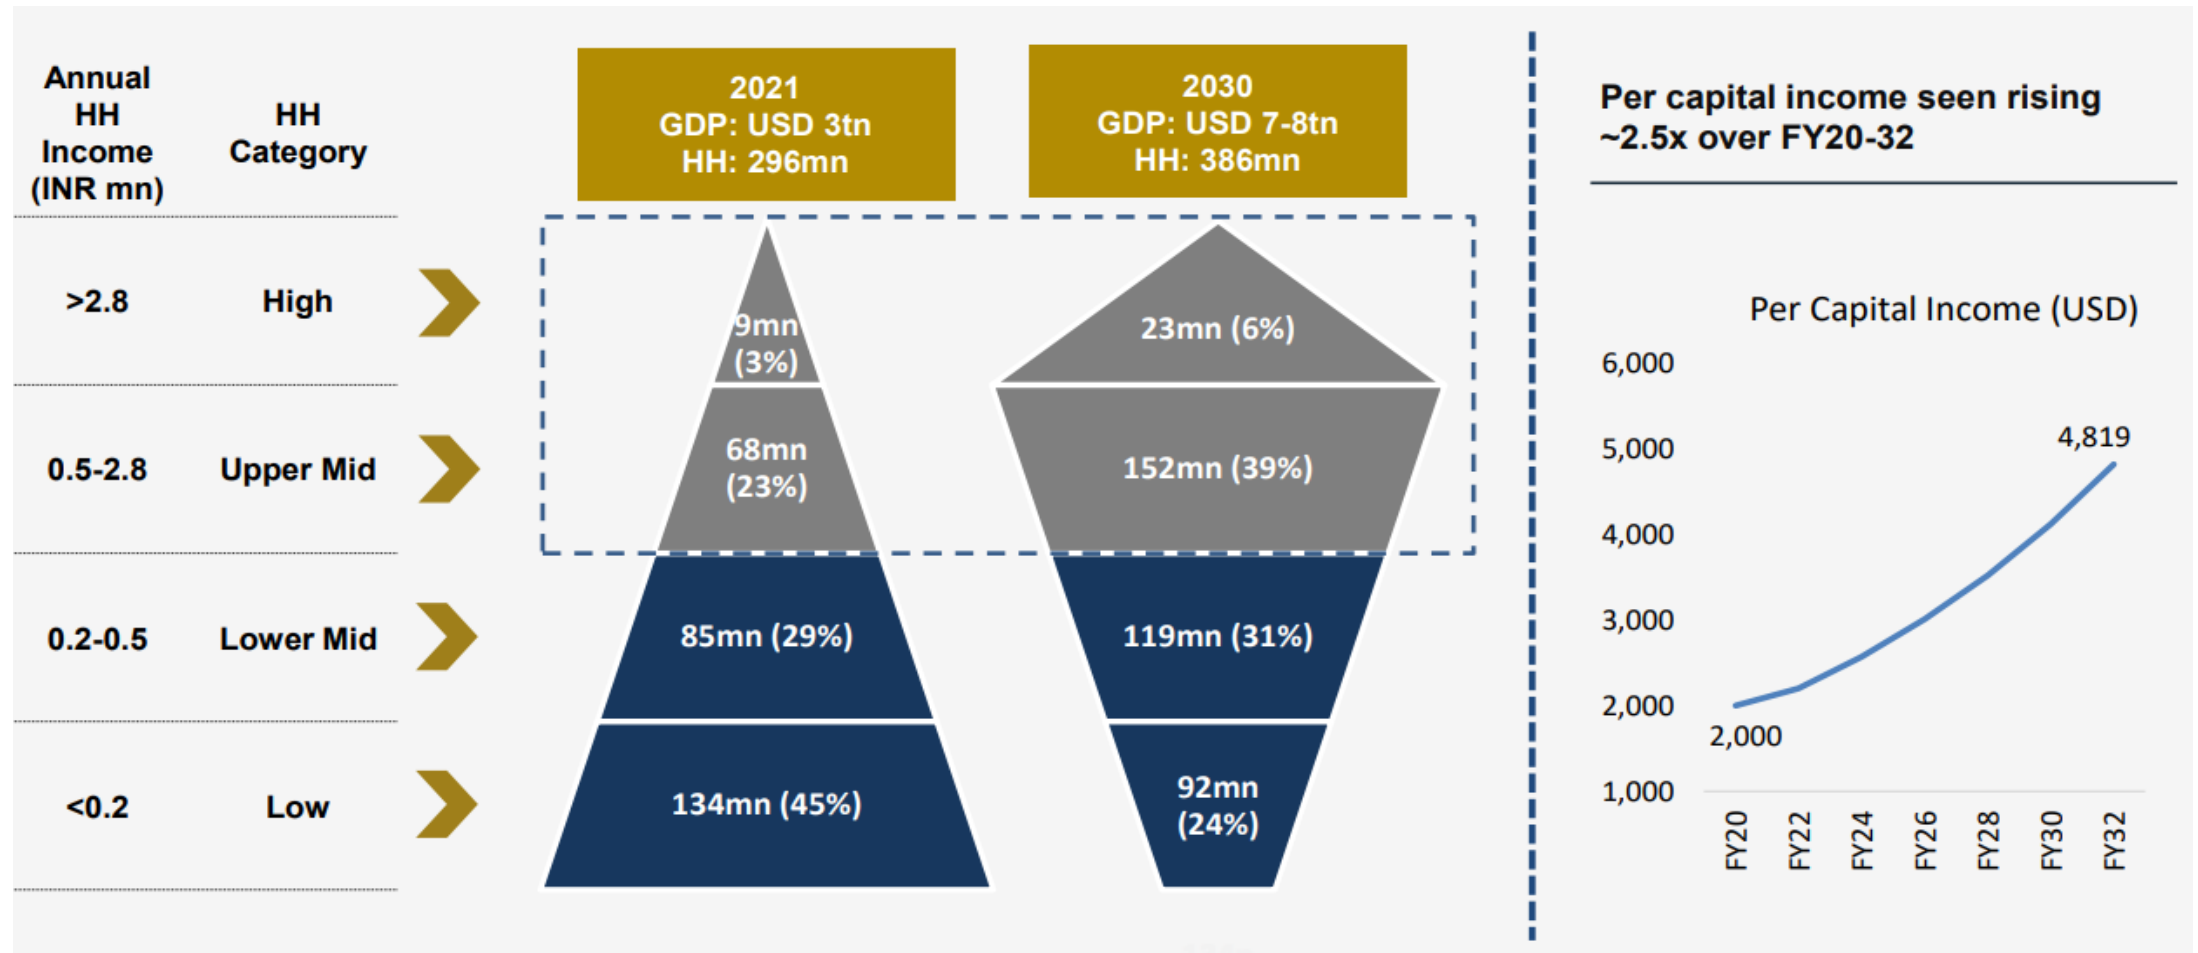 Annual
HH
Income
(INR mn)
HH
Category
2021
GDP: USD 3tn
HH: 296mn
2030
GDP: USD 7-8tn
HH: 386mn
>2.8
High
9mn
(3%)
23mn (6%)
0.5-2.8
Upper Mid
68mn
(23%)
152mn (39%)
0.2-0.5
Lower Mid
85mn (29%)
119mn (31%)
<0.2
Low
134mn (45%)
92mn
(24%)
Per capital income seen rising
~2.5x over FY20-32
Per Capital Income (USD)
6,000
5,000
4,000
3,000
2,000
1,000
4,819
2,000
FY20
FY22
FY24
FY26
FY28
FY30
FY32